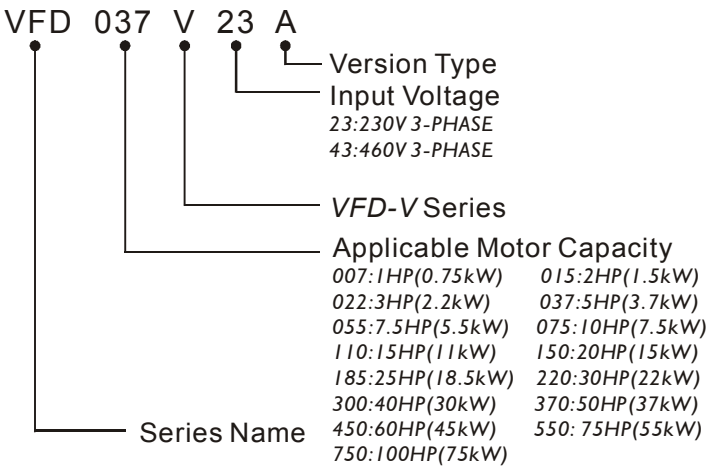 VFD 037 V 23 A
Version Type
Input Voltage
23:230V 3-PHASE
43:460V 3-PHASE
VFD-V Series
Applicable Motor Capacity
007:1HP(0.75kW) 015:2HP(1.5kW)
022:3HP(2.2kW) 037:5HP(3.7kW)
055:7.5HP(5.5kW) 075:10HP(7.5kW)
110:15HP(11kW) 150:20HP(15kW)
185:25HP(18.5kW) 220:30HP(22kW)
300:40HP(30kW) 370:50HP(37kW)
Series Name 450:60HP(45kW) 550: 75HP(55kW)
750:100HP(75kW)